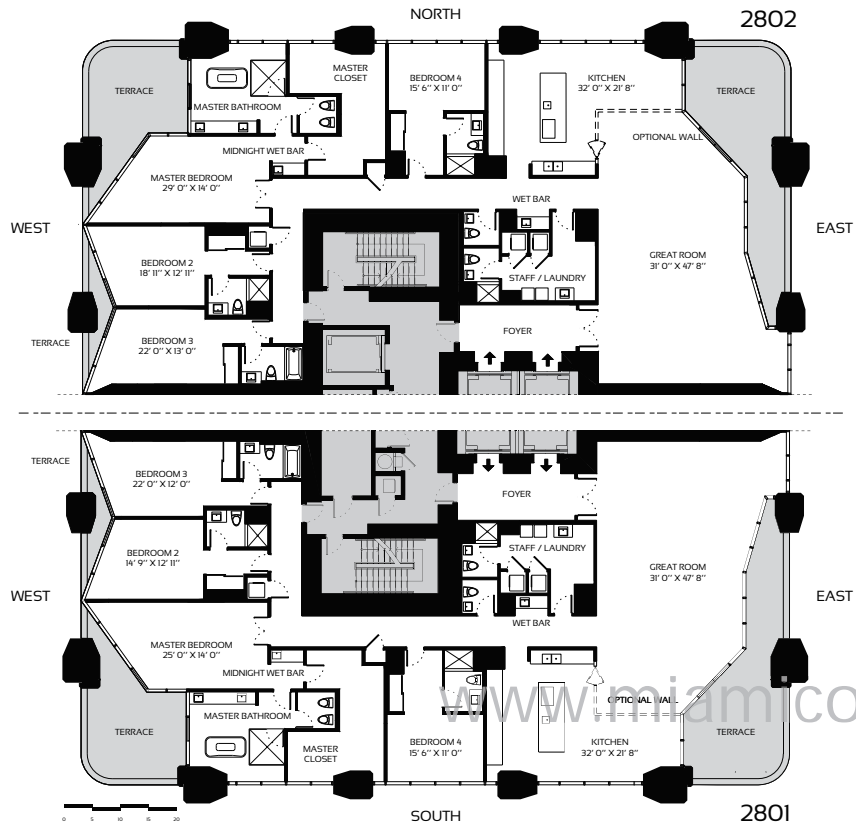 NORTH
2802
TERRACE
MASTER BATHROOM
MASTER
CLOSET
BEDROOM 4
15' 6'' X 11' 0''
KITCHEN
32' 0'' X 21' 8''
TERRACE
OPTIONAL WALL
MIDNIGHT WET BAR
MASTER BEDROOM
29' 0'' X 14' 0''
WET BAR
WEST
EAST
BEDROOM 2
18' 11'' X 12' 11''
GREAT ROOM
31' 0'' X 47' 8''
STAFF / LAUNDRY
FOYER
TERRACE
BEDROOM 3
22' 0'' X 13' 0''
TERRACE
BEDROOM 3
22' 0'' X 12' 0''
FOYER
STAFF / LAUNDRY
BEDROOM 2
14' 9'' X 12' 11''
GREAT ROOM
31' 0'' X 47' 8''
WEST
EAST
WET BAR
MASTER BEDROOM
25' 0'' X 14' 0''
MIDNIGHT WET BAR
www.miamico
OPTIONAL WALL
MASTER BATHROOM
TERRACE
MASTER
CLOSET
BEDROOM 4
15' 6'' X 11' 0''
KITCHEN
32' 0'' X 21' 8''
TERRACE
0 5 10 15 20
SOUTH
2801